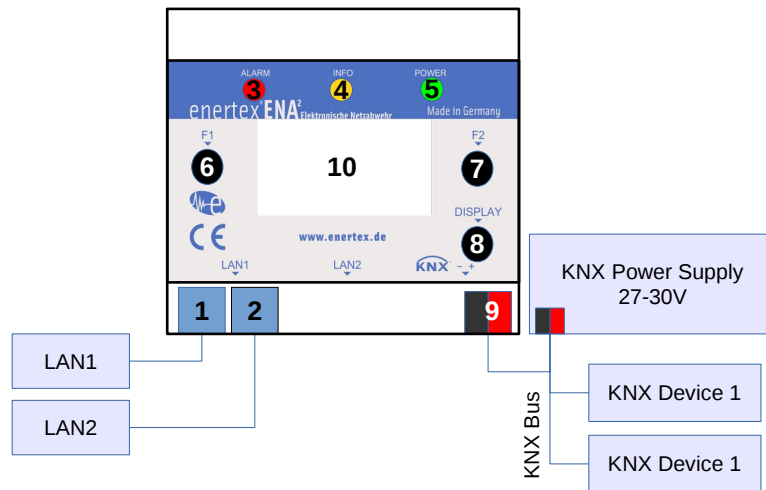 ALARM INFO POWER
3 4 5
enertex ENA² Elektronische Netzabwehr Made in Germany
F1 F2
6 10 7
DISPLAY
CE www.enertex.de 8
LAN1 LAN2 KNX - +
1 2 9
KNX Power Supply
27-30V
LAN1
LAN2
KNX Bus
KNX Device 1
KNX Device 1